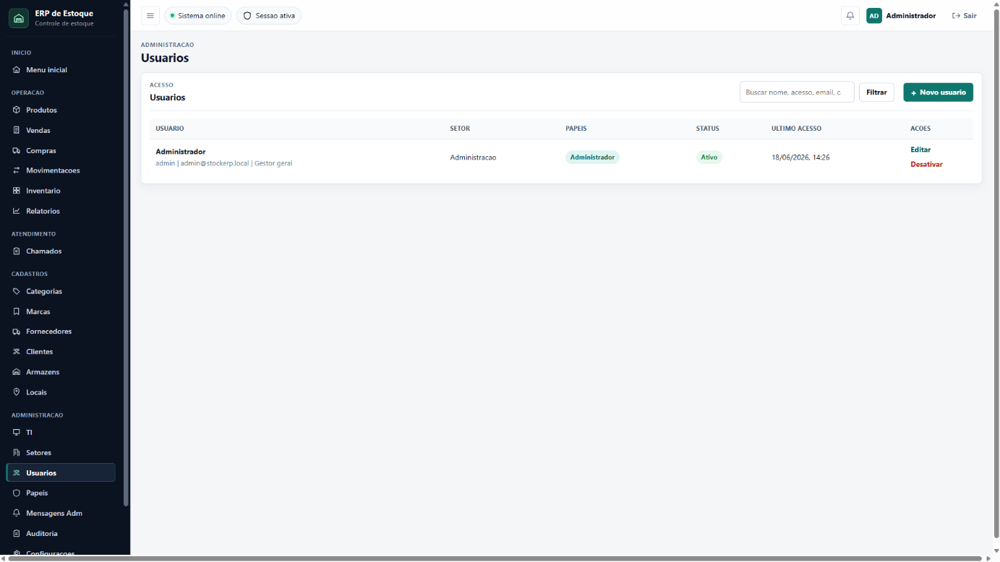 ERP de Estoque
Controle de estoque
INICIO
Menu inicial
OPERACAO
Produtos
Vendas
Compras
Movimentacoes
Inventario
Relatorios
ATENDIMENTO
Chamados
CADASTROS
Categorias
Marcas
Fornecedores
Clientes
Armazens
Locais
ADMINISTRACAO
TI
Setores
Usuarios
Papeis
Mensagens Adm
Auditoria
Configuracoes
Sistema online
Sessao ativa
AD Administrador
Sair
ADMINISTRACAO
Usuarios
ACESSO
Usuarios
Buscar nome, acesso, email, c
Filtrar
+ Novo usuario
USUARIO SETOR PAPEIS STATUS ULTIMO ACESSO ACOES
Administrador
admin | admin@stockerp.local | Gestor geral
Administracao
Administrador
Ativo
18/06/2026, 14:26
Editar
Desativar